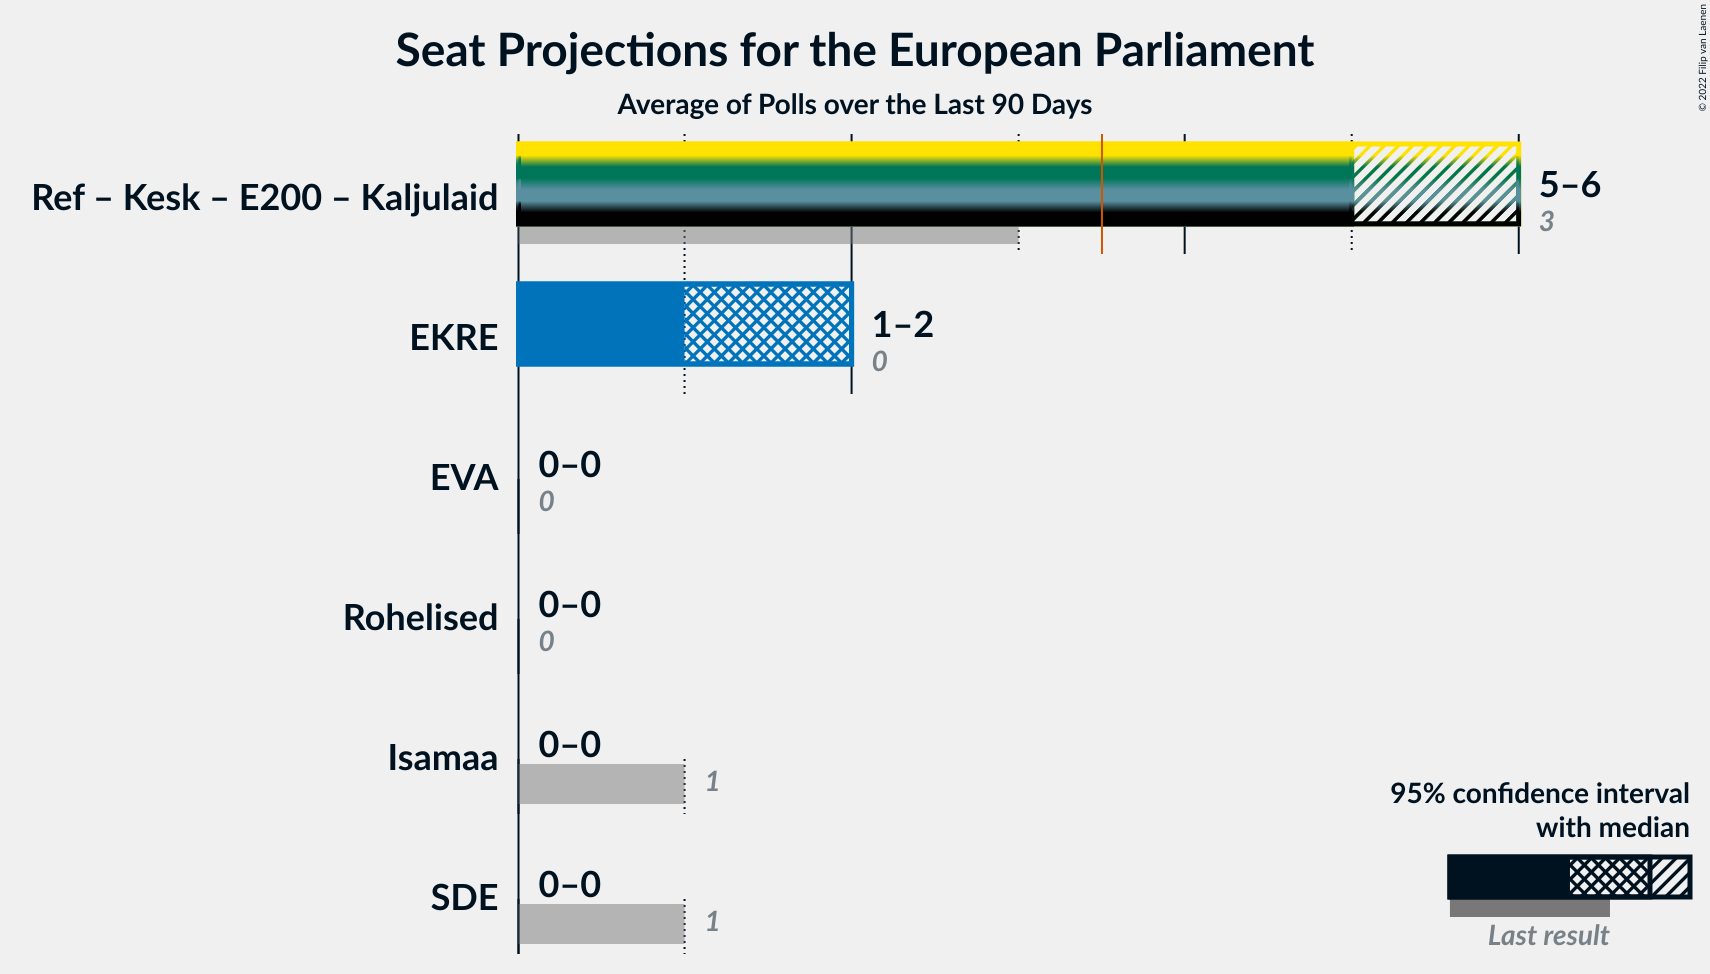 Seat Projections for the European Parliament
Average of Polls over the Last 90 Days
© 2022 Filip van Laenen
Ref – Kesk – E200 – Kaljulaid
5–6
3
EKRE
1–2
0
EVA
0–0
0
Rohelised
0–0
0
Isamaa
0–0
1
SDE
0–0
1
95% confidence interval
with median
Last result